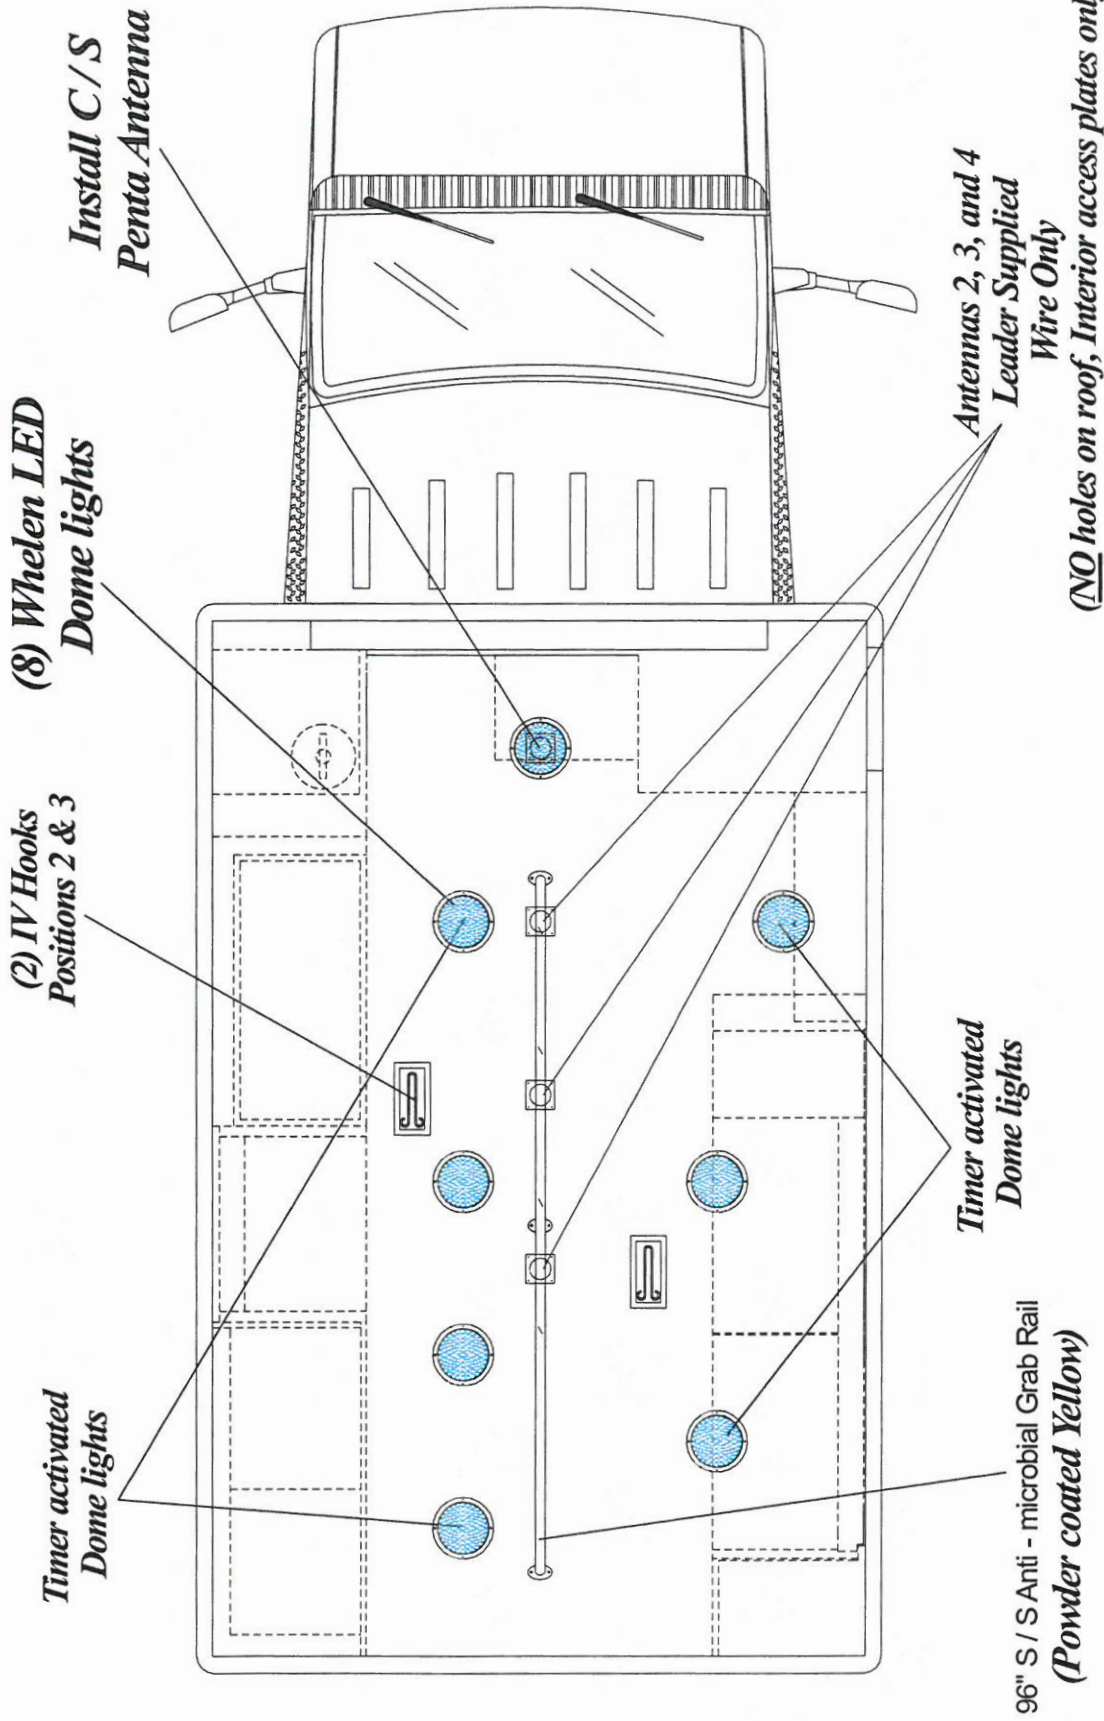 Install C / S
Penta Antenna
(8) Whelen LED
Dome lights
(2) IV Hooks
Positions 2 & 3
Timer activated
Dome lights
Antennas 2, 3, and 4
Leader Supplied
Wire Only
(NO holes on roof, Interior access plates only
Timer activated
Dome lights
96" S / S Anti - microbial Grab Rail
(Powder coated Yellow)